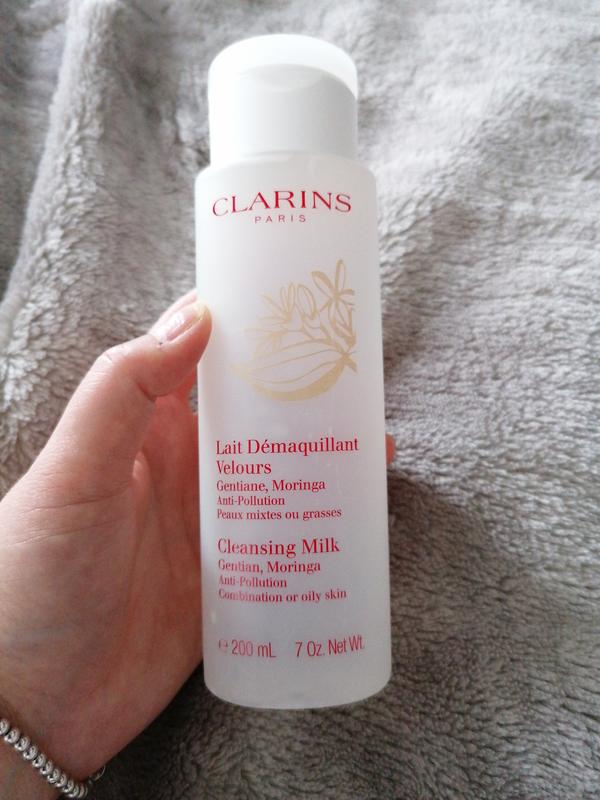 CLARINS
PARIS
Lait Démaquillant
Velours
Gentiane, Moringa
Anti-Pollution
Peaux mixtes ou grasses
Cleansing Milk
Gentian, Moringa
Anti-Pollution
Combination or oily skin
℮ 200 mL 7 Oz. Net Wt.